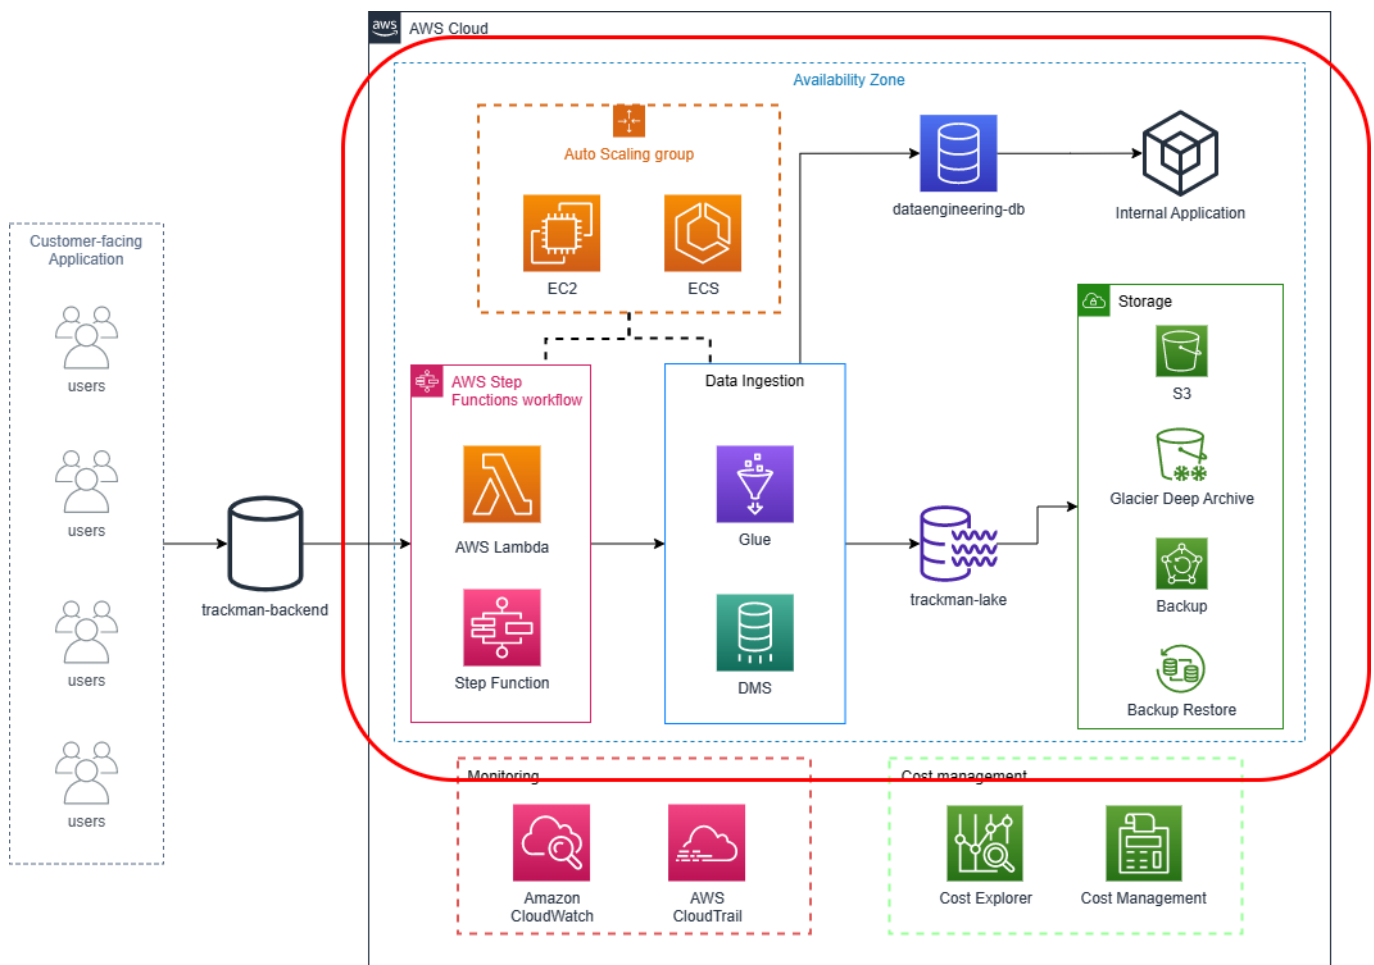 aws
AWS Cloud
Availability Zone
Auto Scaling group
EC2
ECS
dataengineering-db
Internal Application
Customer-facing
Application
users
users
users
users
trackman-backend
AWS Step
Functions workflow
AWS Lambda
Step Function
Data Ingestion
Glue
DMS
trackman-lake
Storage
S3
Glacier Deep Archive
Backup
Backup Restore
Monitoring
Amazon
CloudWatch
AWS
CloudTrail
Cost management
Cost Explorer
Cost Management